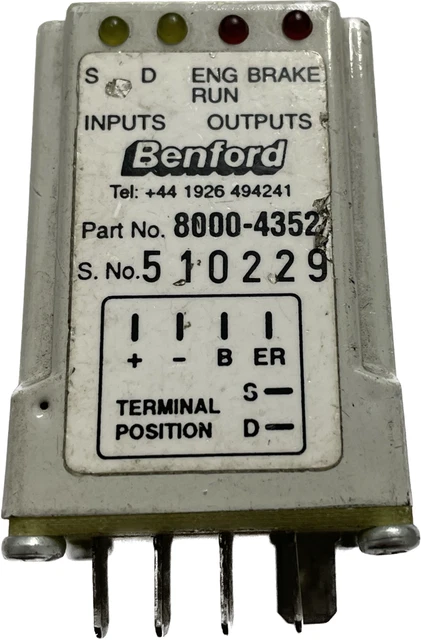 S D ENG BRAKE
RUN
INPUTS OUTPUTS
Benford
Tel: +44 1926 494241
Part No. 8000-4352
S. No. 510229
+ - B ER
S
TERMINAL
POSITION D